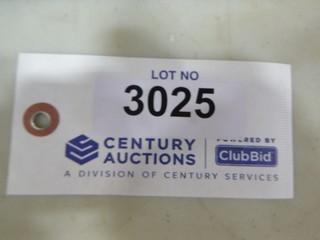 LOT NO
3025
CENTURY AUCTIONS
POWERED BY
ClubBid
A DIVISION OF CENTURY SERVICES